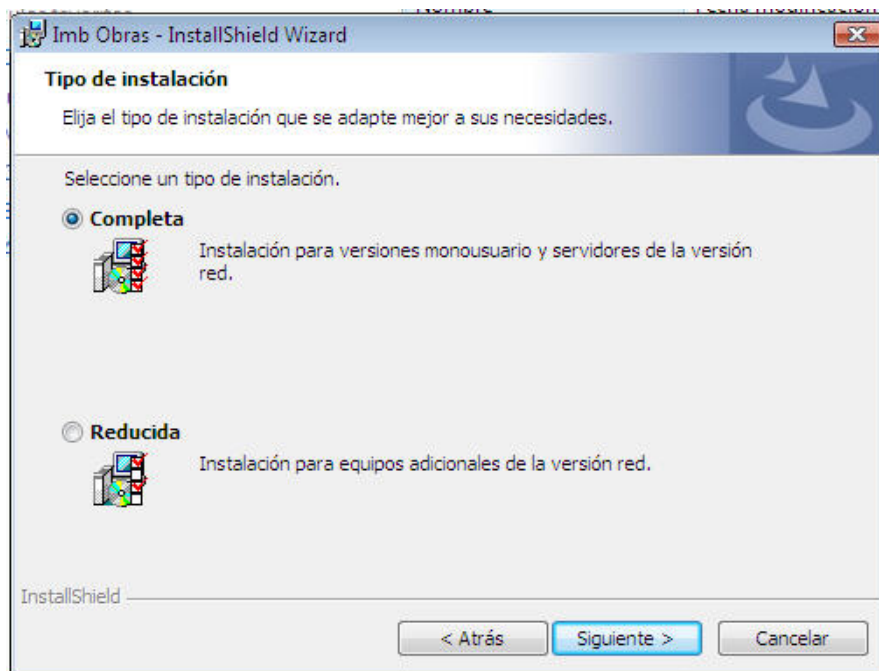 Imb Obras - InstallShield Wizard
Tipo de instalación
Elija el tipo de instalación que se adapte mejor a sus necesidades.
Seleccione un tipo de instalación.
Completa
Instalación para versiones monousuario y servidores de la versión
red.
Reducida
Instalación para equipos adicionales de la versión red.
InstallShield
< Atrás
Siguiente >
Cancelar